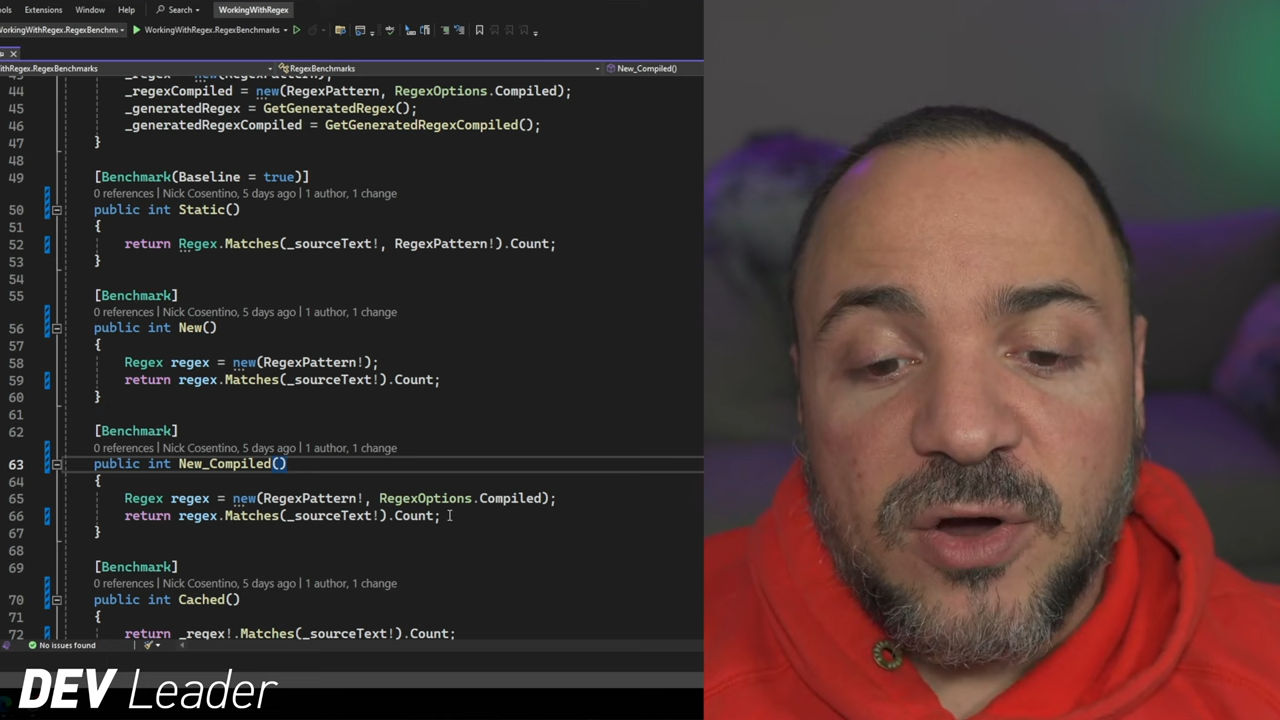 ols Extensions Window Help Search WorkingWithRegex
WorkingWithRegex.RegexBenchm... WorkingWithRegex.RegexBenchmarks
ithRegex.RegexBenchmarks RegexBenchmarks New_Compiled()
_regex = new(RegexPattern);
44 _regexCompiled = new(RegexPattern, RegexOptions.Compiled);
45 _generatedRegex = GetGeneratedRegex();
46 _generatedRegexCompiled = GetGeneratedRegexCompiled();
47 }
48
49 [Benchmark(Baseline = true)]
0 references | Nick Cosentino, 5 days ago | 1 author, 1 change
50 public int Static()
51 {
52 return Regex.Matches(_sourceText!, RegexPattern!).Count;
53 }
54
55 [Benchmark]
0 references | Nick Cosentino, 5 days ago | 1 author, 1 change
56 public int New()
57 {
58 Regex regex = new(RegexPattern!);
59 return regex.Matches(_sourceText!).Count;
60 }
61
62 [Benchmark]
0 references | Nick Cosentino, 5 days ago | 1 author, 1 change
63 public int New_Compiled()
64 {
65 Regex regex = new(RegexPattern!, RegexOptions.Compiled);
66 return regex.Matches(_sourceText!).Count;
67 }
68
69 [Benchmark]
0 references | Nick Cosentino, 5 days ago | 1 author, 1 change
70 public int Cached()
71 {
72 return _regex!.Matches(_sourceText!).Count;
No issues found
DEV Leader